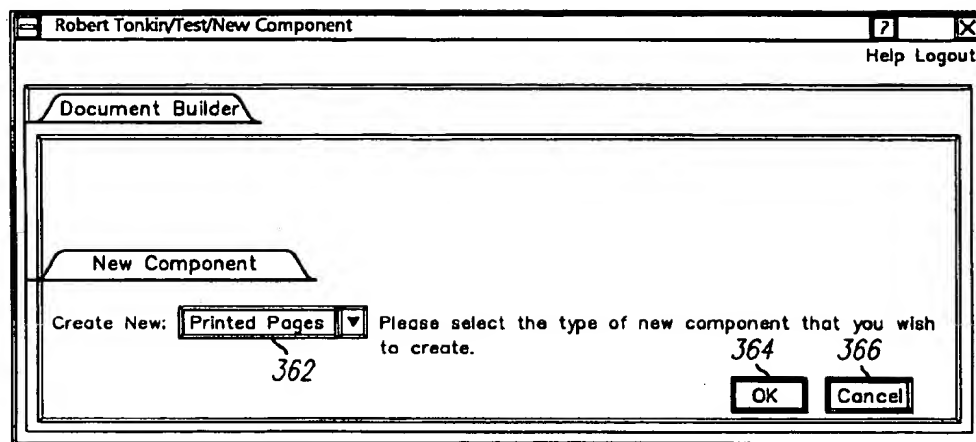 Robert Tonkin/Test/New Component ?
Help Logout
Document Builder
New Component
Create New: Printed Pages Please select the type of new component that you wish
to create.
362
364 366
OK Cancel